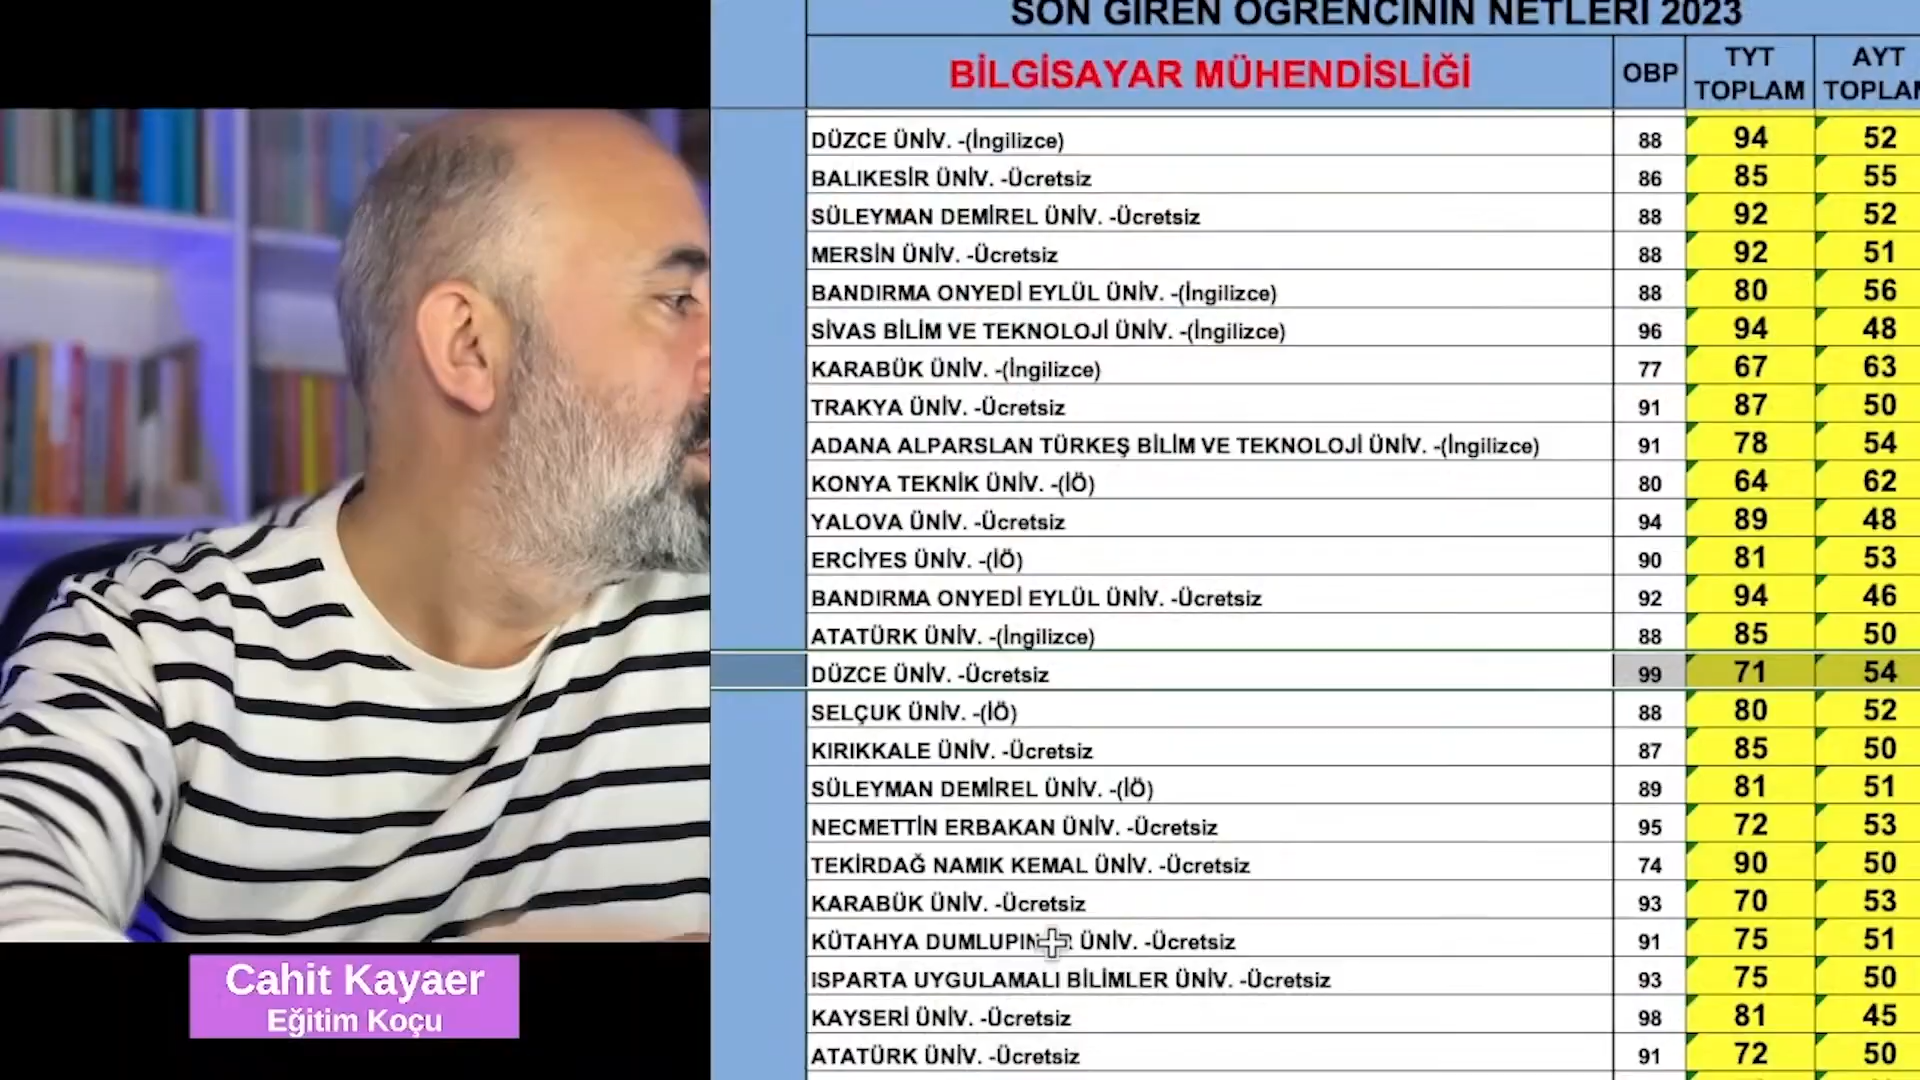 SON GİREN ÖĞRENCİNİN NETLERİ 2023
BİLGİSAYAR MÜHENDİSLİĞİ OBP TYT TOPLAM AYT TOPLAM
DÜZCE ÜNİV. -(İngilizce) 88 94 52
BALIKESİR ÜNİV. -Ücretsiz 86 85 55
SÜLEYMAN DEMİREL ÜNİV. -Ücretsiz 88 92 52
MERSİN ÜNİV. -Ücretsiz 88 92 51
BANDIRMA ONYEDİ EYLÜL ÜNİV. -(İngilizce) 88 80 56
SİVAS BİLİM VE TEKNOLOJİ ÜNİV. -(İngilizce) 96 94 48
KARABÜK ÜNİV. -(İngilizce) 77 67 63
TRAKYA ÜNİV. -Ücretsiz 91 87 50
ADANA ALPARSLAN TÜRKEŞ BİLİM VE TEKNOLOJİ ÜNİV. -(İngilizce) 91 78 54
KONYA TEKNİK ÜNİV. -(İÖ) 80 64 62
YALOVA ÜNİV. -Ücretsiz 94 89 48
ERCİYES ÜNİV. -(İÖ) 90 81 53
BANDIRMA ONYEDİ EYLÜL ÜNİV. -Ücretsiz 92 94 46
ATATÜRK ÜNİV. -(İngilizce) 88 85 50
DÜZCE ÜNİV. -Ücretsiz 99 71 54
SELÇUK ÜNİV. -(İÖ) 88 80 52
KIRIKKALE ÜNİV. -Ücretsiz 87 85 50
SÜLEYMAN DEMİREL ÜNİV. -(İÖ) 89 81 51
NECMETTİN ERBAKAN ÜNİV. -Ücretsiz 95 72 53
TEKİRDAĞ NAMIK KEMAL ÜNİV. -Ücretsiz 74 90 50
KARABÜK ÜNİV. -Ücretsiz 93 70 53
KÜTAHYA DUMLUPINAR ÜNİV. -Ücretsiz 91 75 51
ISPARTA UYGULAMALI BİLİMLER ÜNİV. -Ücretsiz 93 75 50
KAYSERİ ÜNİV. -Ücretsiz 98 81 45
ATATÜRK ÜNİV. -Ücretsiz 91 72 50
Cahit Kayaer
Eğitim Koçu